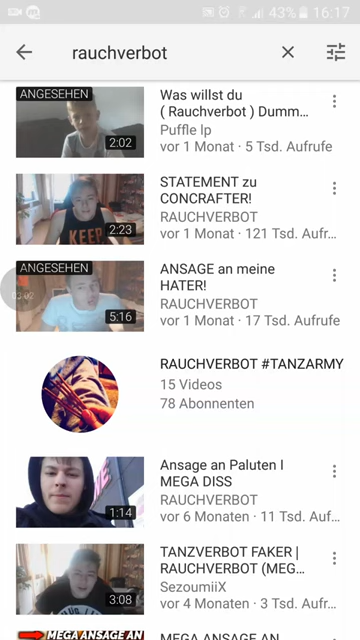 43% 16:17
rauchverbot
ANGESEHEN
Was willst du
( Rauchverbot ) Dumm...
Puffle lp
vor 1 Monat · 5 Tsd. Aufrufe
2:02
STATEMENT zu
CONCRAFTER!
RAUCHVERBOT
vor 1 Monat · 121 Tsd. Aufr...
KEEP
2:23
ANGESEHEN
ANSAGE an meine
HATER!
RAUCHVERBOT
vor 1 Monat · 17 Tsd. Aufrufe
5:16
RAUCHVERBOT #TANZARMY
15 Videos
78 Abonnenten
Ansage an Paluten I
MEGA DISS
RAUCHVERBOT
vor 6 Monaten · 11 Tsd. Auf...
1:14
TANZVERBOT FAKER |
RAUCHVERBOT (MEG...
SezoumiiX
vor 4 Monaten · 3 Tsd. Aufr...
3:08
MEGA ANSAGE AN
MEGA ANSAGE AN